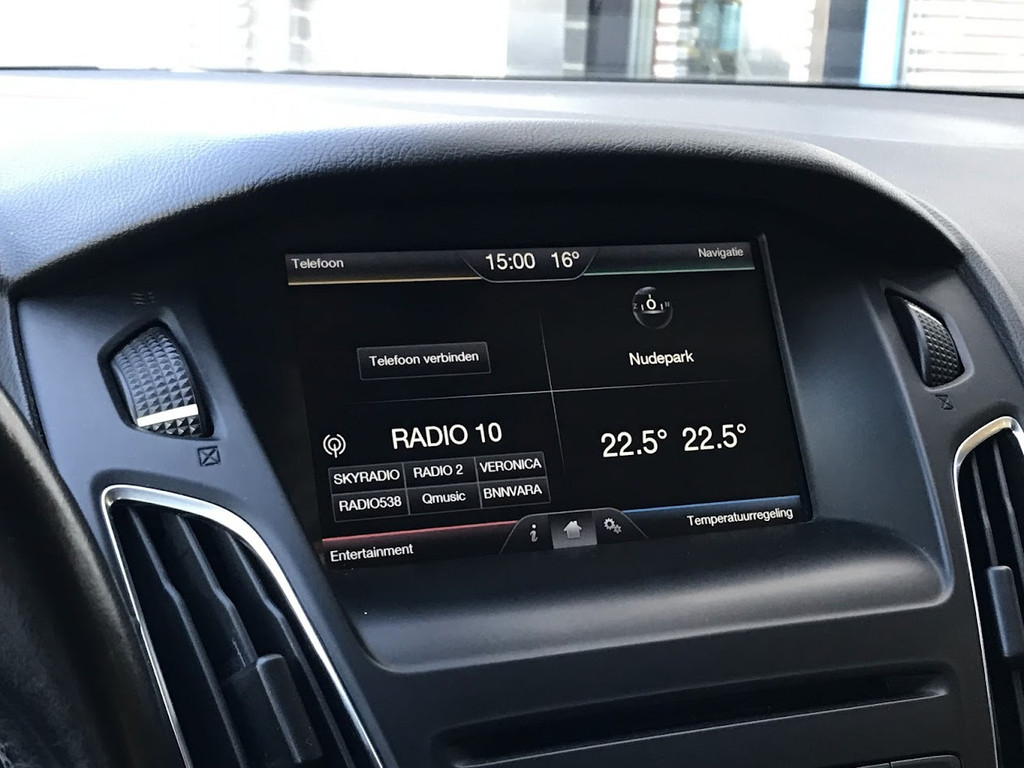 Telefoon
15:00 16°
Navigatie
Telefoon verbinden
Nudepark
RADIO 10
SKYRADIO RADIO 2 VERONICA
RADIO538 Qmusic BNNVARA
22.5° 22.5°
Entertainment
i
Temperatuurregeling